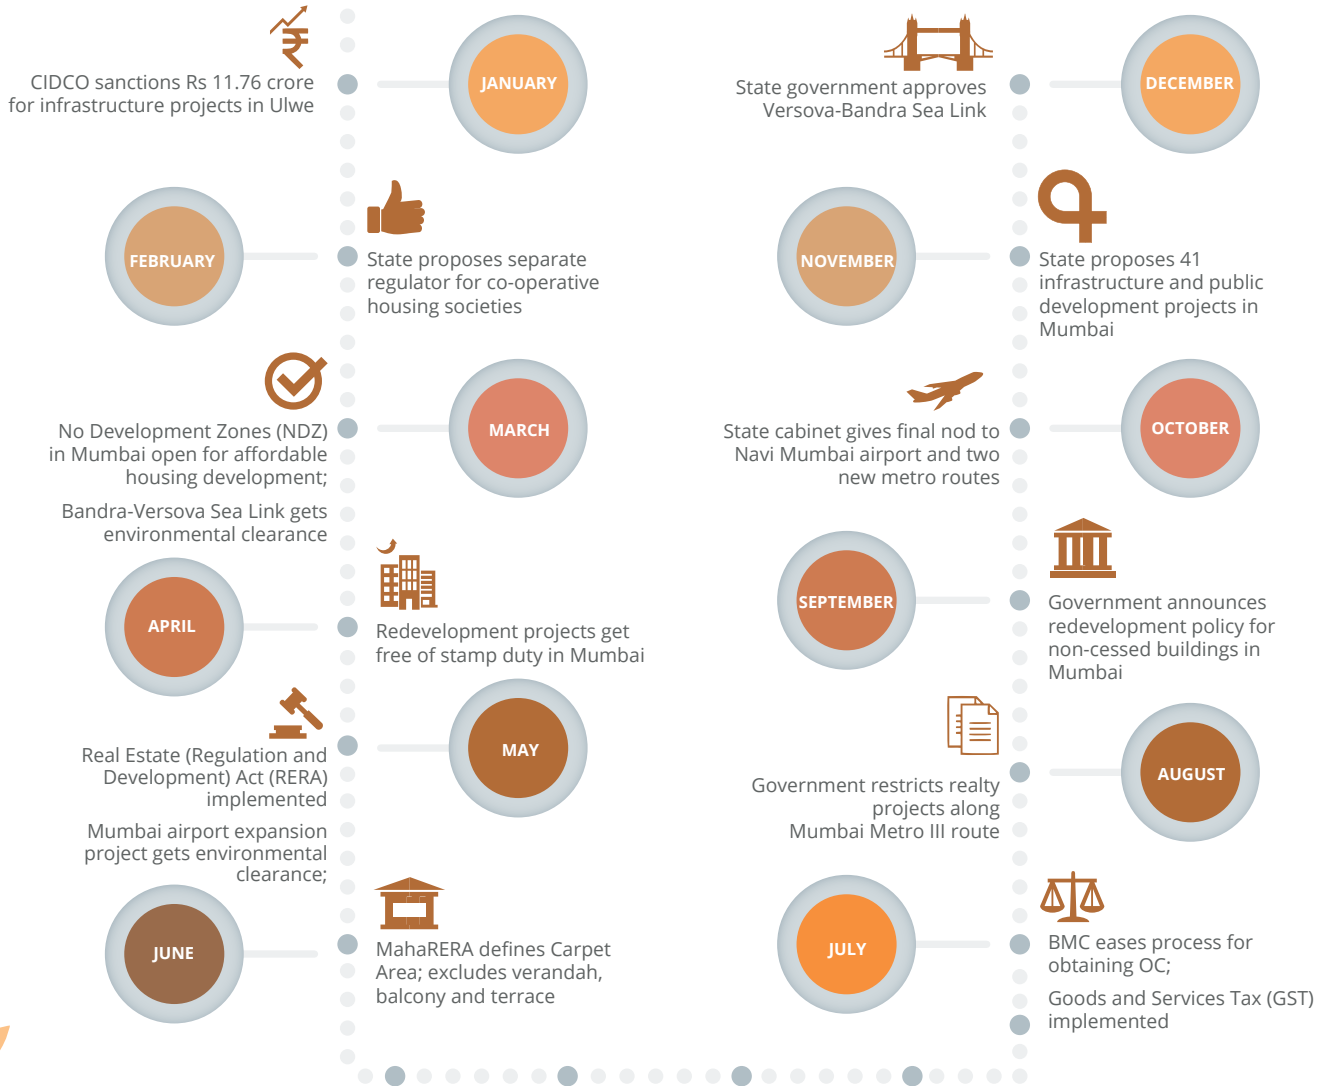 JANUARY
CIDCO sanctions Rs 11.76 crore
for infrastructure projects in Ulwe
FEBRUARY
State proposes separate
regulator for co-operative
housing societies
MARCH
No Development Zones (NDZ)
in Mumbai open for affordable
housing development;
Bandra-Versova Sea Link gets
environmental clearance
APRIL
Redevelopment projects get
free of stamp duty in Mumbai
MAY
Real Estate (Regulation and
Development) Act (RERA)
implemented
Mumbai airport expansion
project gets environmental
clearance;
JUNE
MahaRERA defines Carpet
Area; excludes verandah,
balcony and terrace
JULY
BMC eases process for
obtaining OC;
Goods and Services Tax (GST)
implemented
AUGUST
Government restricts realty
projects along
Mumbai Metro III route
SEPTEMBER
Government announces
redevelopment policy for
non-cessed buildings in
Mumbai
OCTOBER
State cabinet gives final nod to
Navi Mumbai airport and two
new metro routes
NOVEMBER
State proposes 41
infrastructure and public
development projects in
Mumbai
DECEMBER
State government approves
Versova-Bandra Sea Link